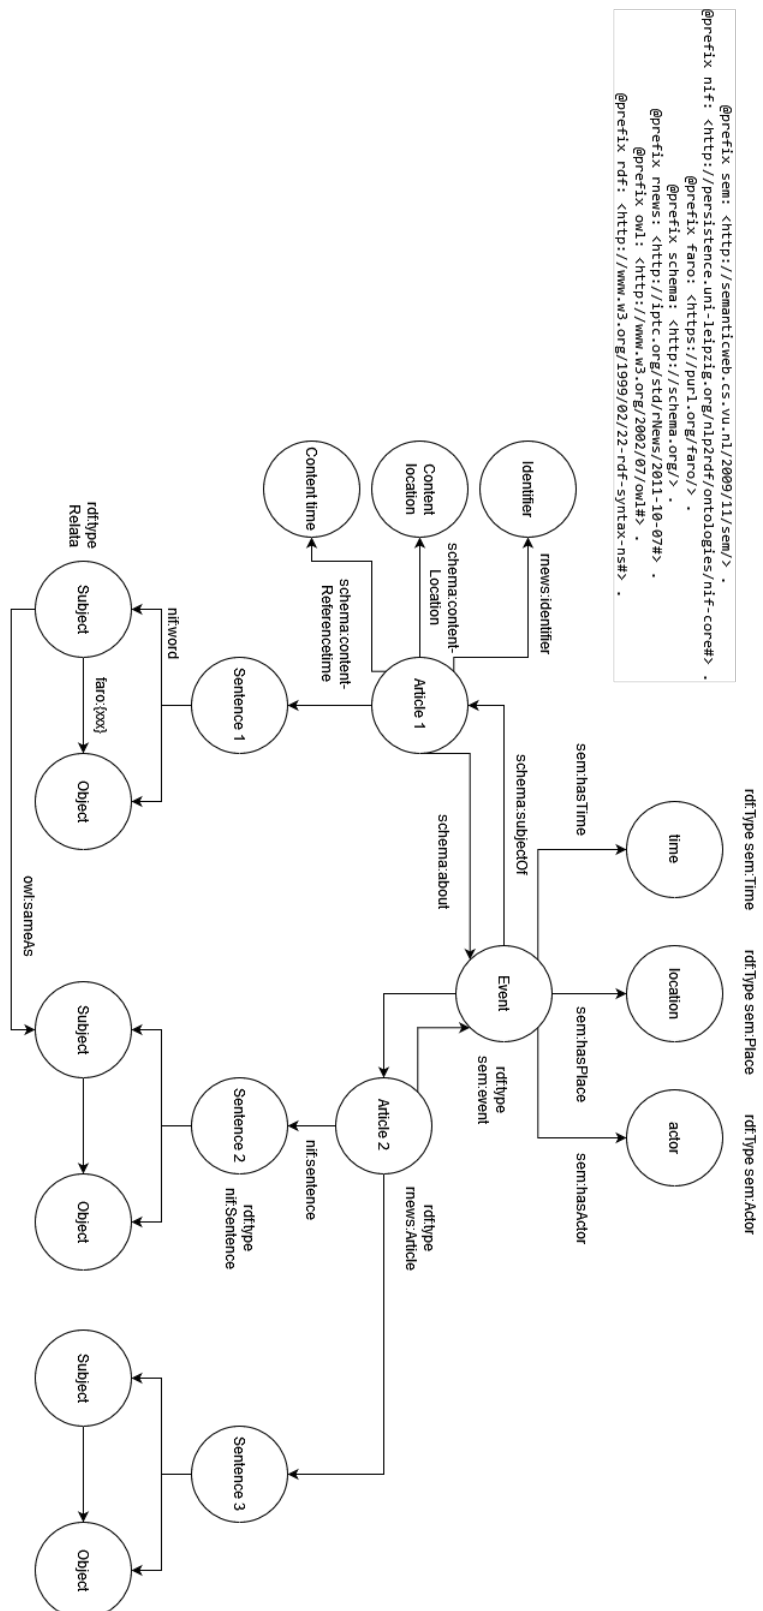 @prefix sem: <http://semanticweb.cs.vu.nl/2009/11/sem/> .
@prefix nif: <http://persistence.uni-leipzig.org/nlp2rdf/ontologies/nif-core#> .
@prefix faro: <https://purl.org/faro/> .
@prefix schema: <http://schema.org/> .
@prefix rnews: <http://iptc.org/std/rNews/2011-10-07#> .
@prefix owl: <http://www.w3.org/2002/07/owl#> .
@prefix rdf: <http://www.w3.org/1999/02/22-rdf-syntax-ns#> .
rdf:Type sem:Time
rdf:Type sem:Place
rdf:Type sem:Actor
time
location
actor
sem:hasTime
sem:hasPlace
sem:hasActor
Event
rdf:type
sem:event
schema:subjectOf
schema:about
Identifier
Content
location
Content time
rnews:identifier
schema:content-
Location
schema:content-
Referencetime
Article 1
Article 2
rdf:type
rnews:Article
nif:sentence
Sentence 1
Sentence 2
rdf:type
nif:Sentence
Sentence 3
nif:word
rdf:type
Relata
Subject
faro:{xxx}
Object
owl:sameAs
Subject
Object
Subject
Object